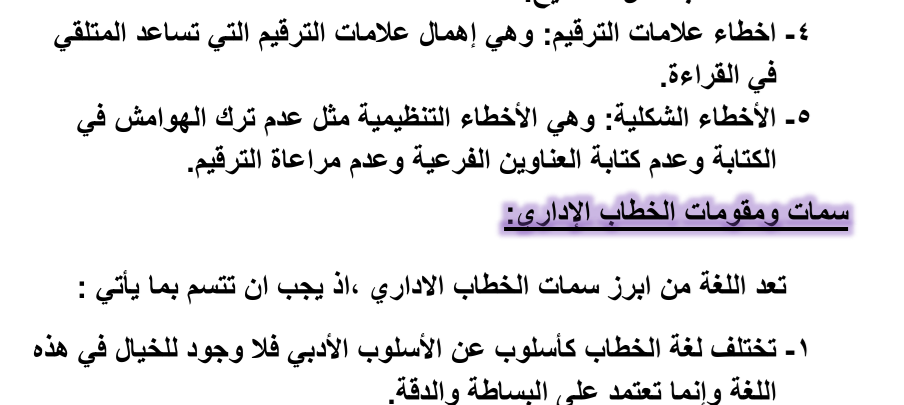 ٤- اخطاء علامات الترقيم: وهي إهمال علامات الترقيم التي تساعد المتلقي
في القراءة.
٥- الأخطاء الشكلية: وهي الأخطاء التنظيمية مثل عدم ترك الهوامش في
الكتابة وعدم كتابة العناوين الفرعية وعدم مراعاة الترقيم.
سمات ومقومات الخطاب الإداري:
تعد اللغة من ابرز سمات الخطاب الاداري ،اذ يجب ان تتسم بما يأتي :
١- تختلف لغة الخطاب كأسلوب عن الأسلوب الأدبي فلا وجود للخيال في هذه
اللغة وإنما تعتمد على البساطة والدقة.